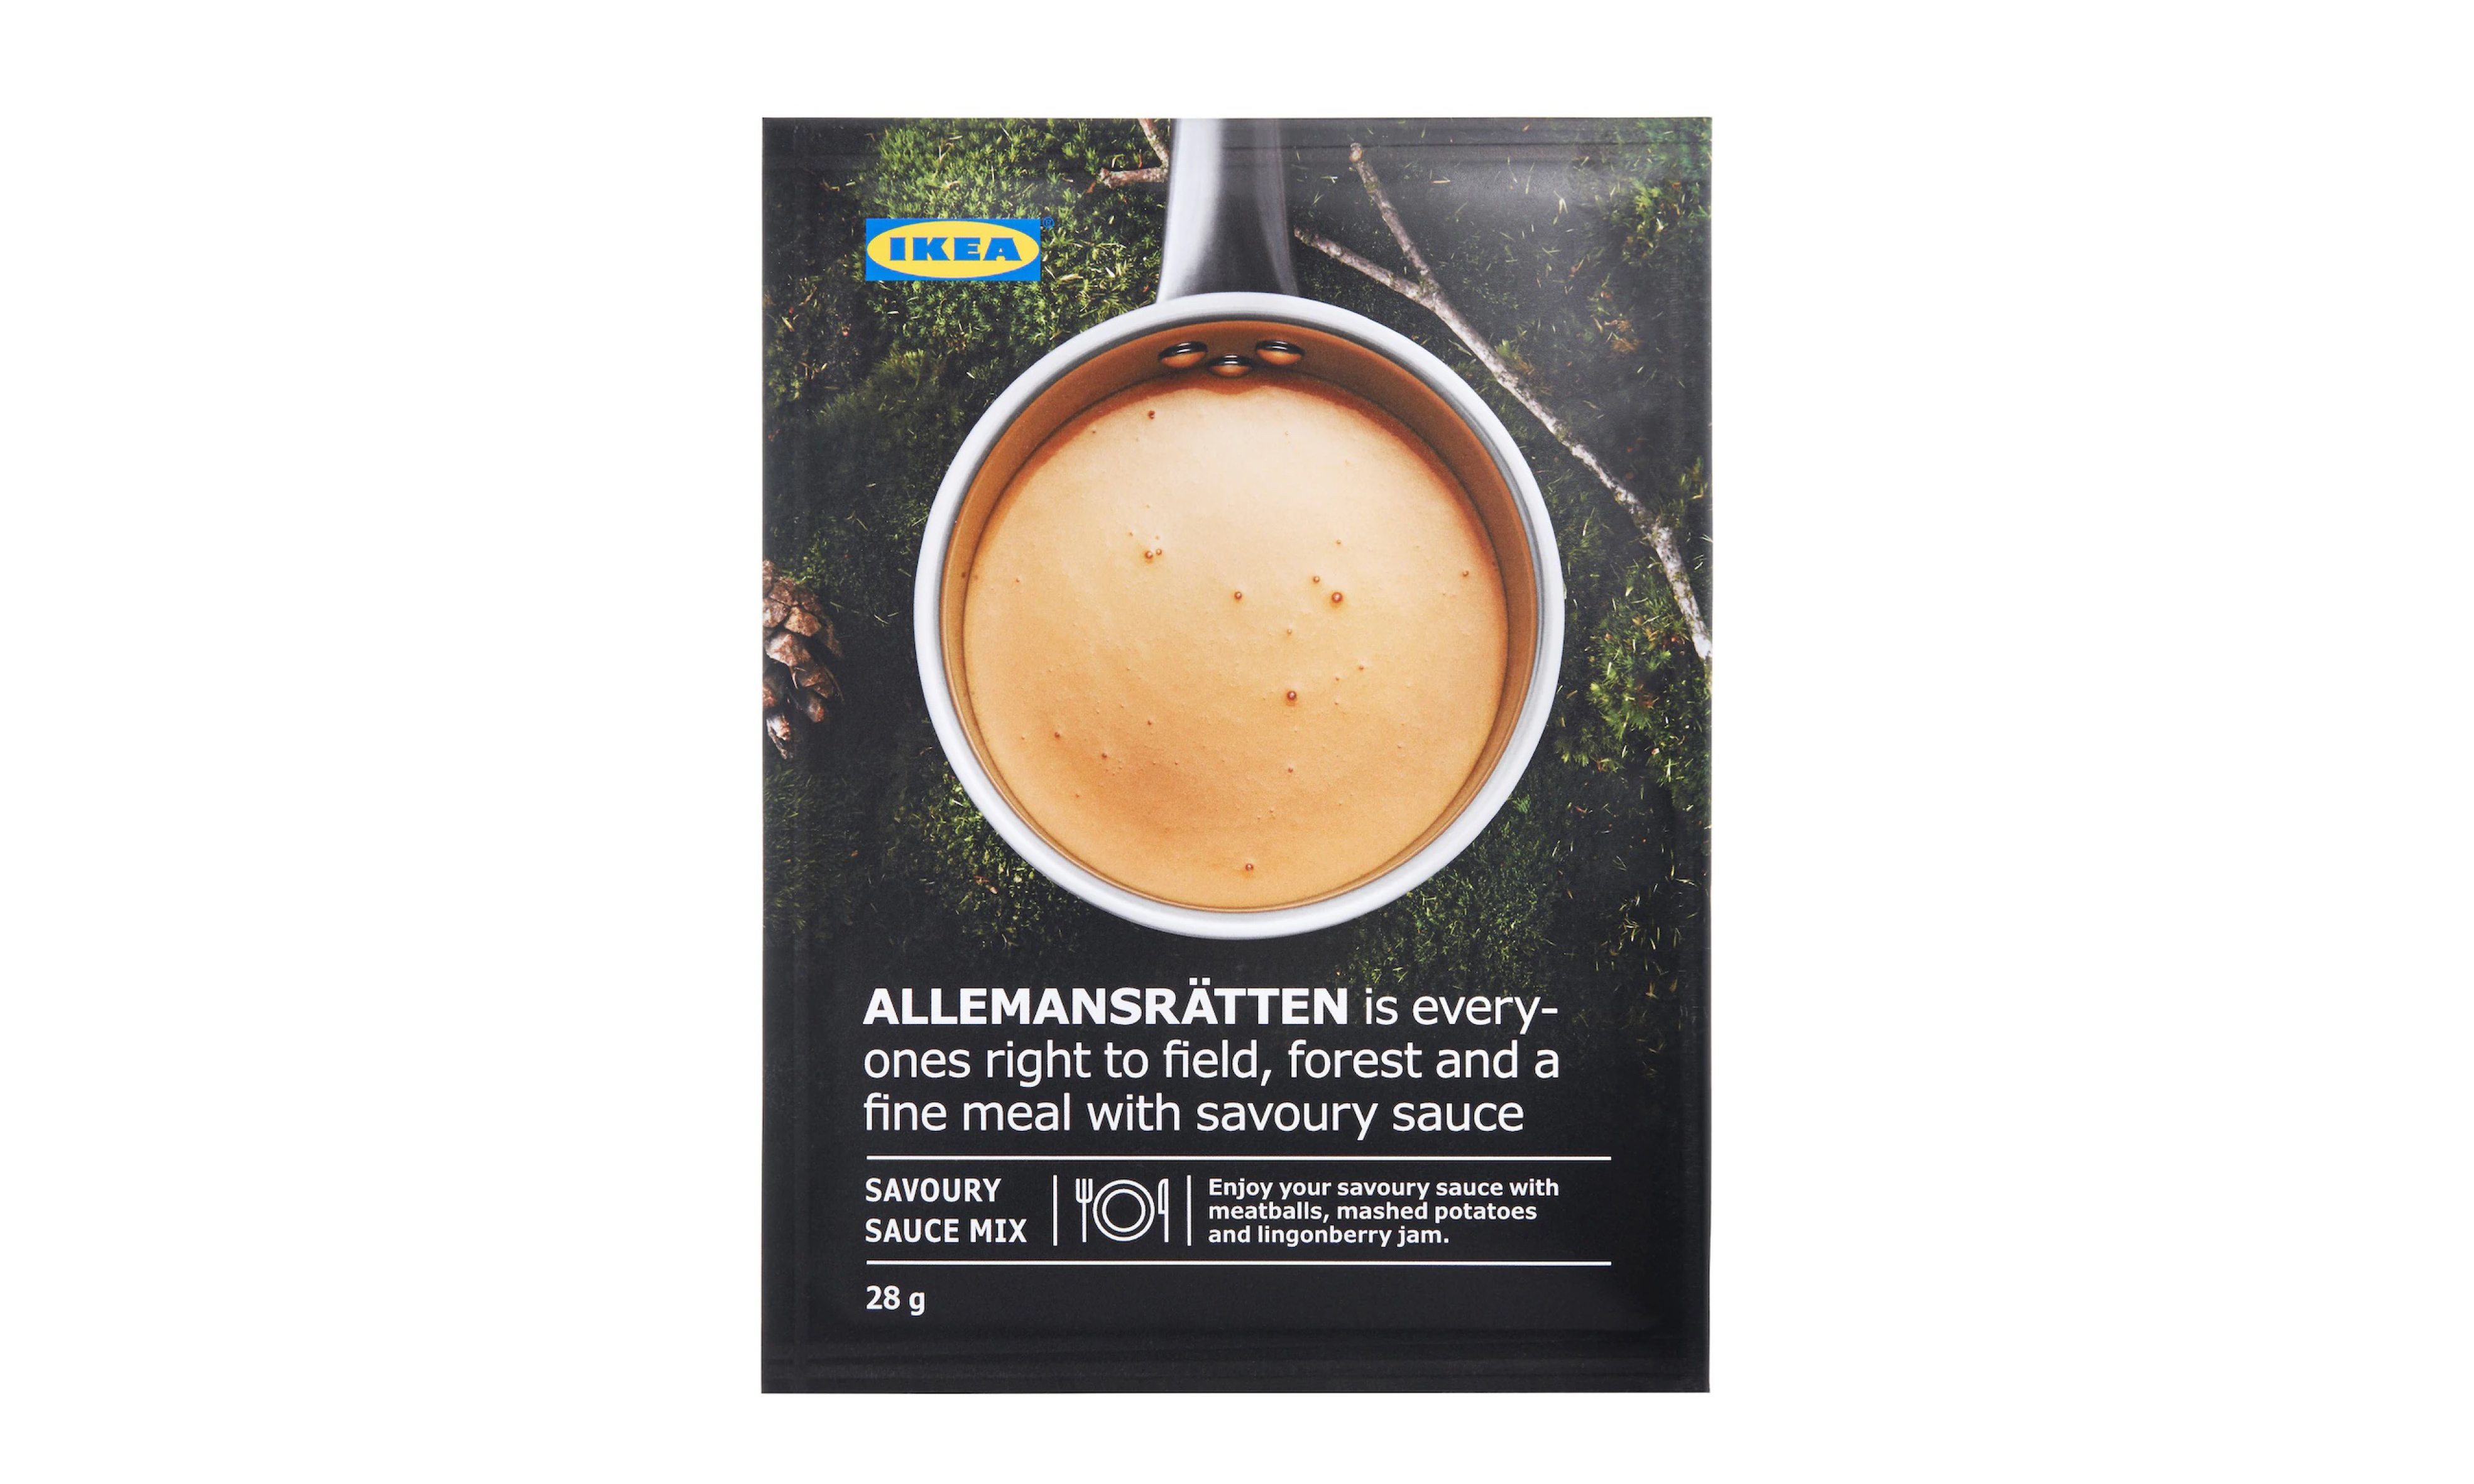 IKEA
ALLEMANSRÄTTEN is every-
ones right to field, forest and a
fine meal with savoury sauce
SAVOURY
SAUCE MIX
Enjoy your savoury sauce with
meatballs, mashed potatoes
and lingonberry jam.
28 g